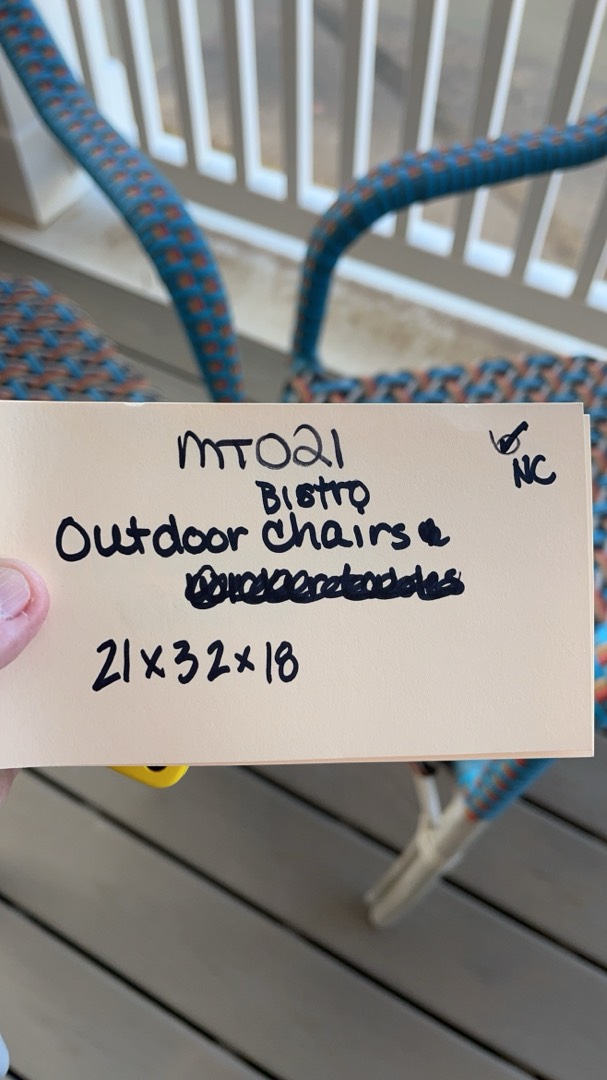 MT021
NC
Bistro
Outdoor chairs
21x32x18